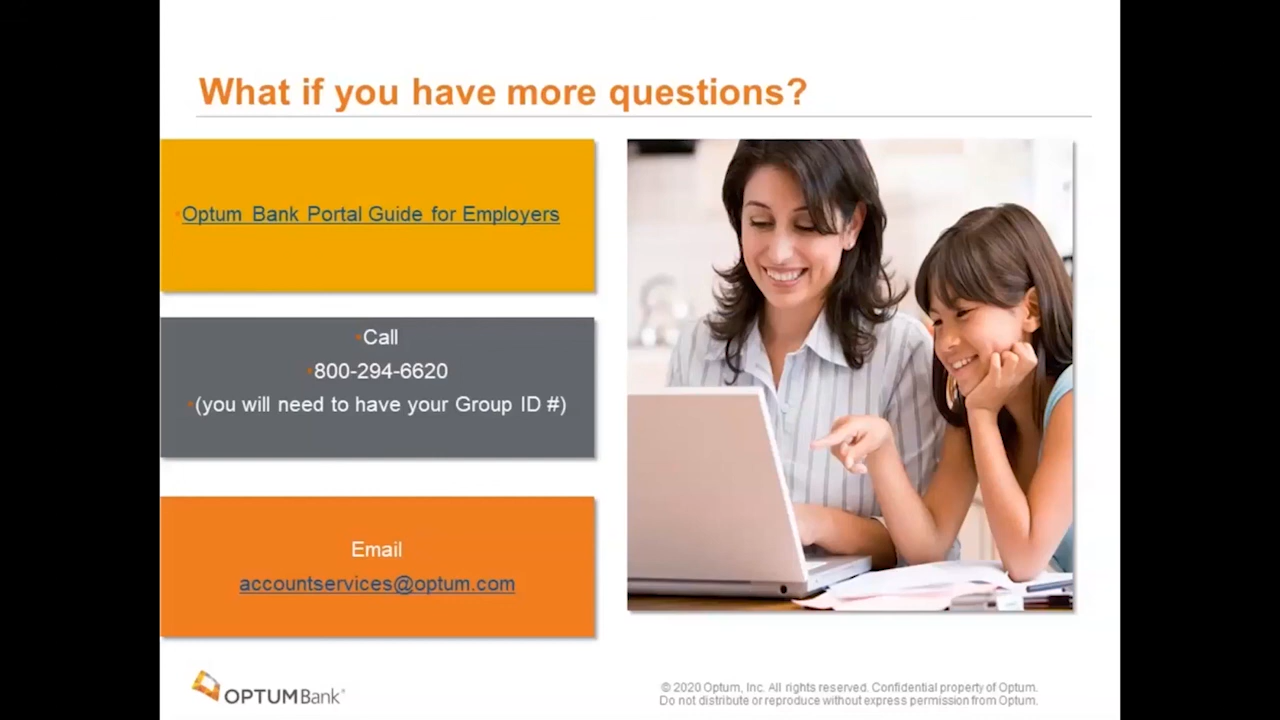 What if you have more questions?
Optum Bank Portal Guide for Employers
Call
800-294-6620
(you will need to have your Group ID #)
Email
accountservices@optum.com
OPTUMBank®
© 2020 Optum, Inc. All rights reserved. Confidential property of Optum.
Do not distribute or reproduce without express permission from Optum.